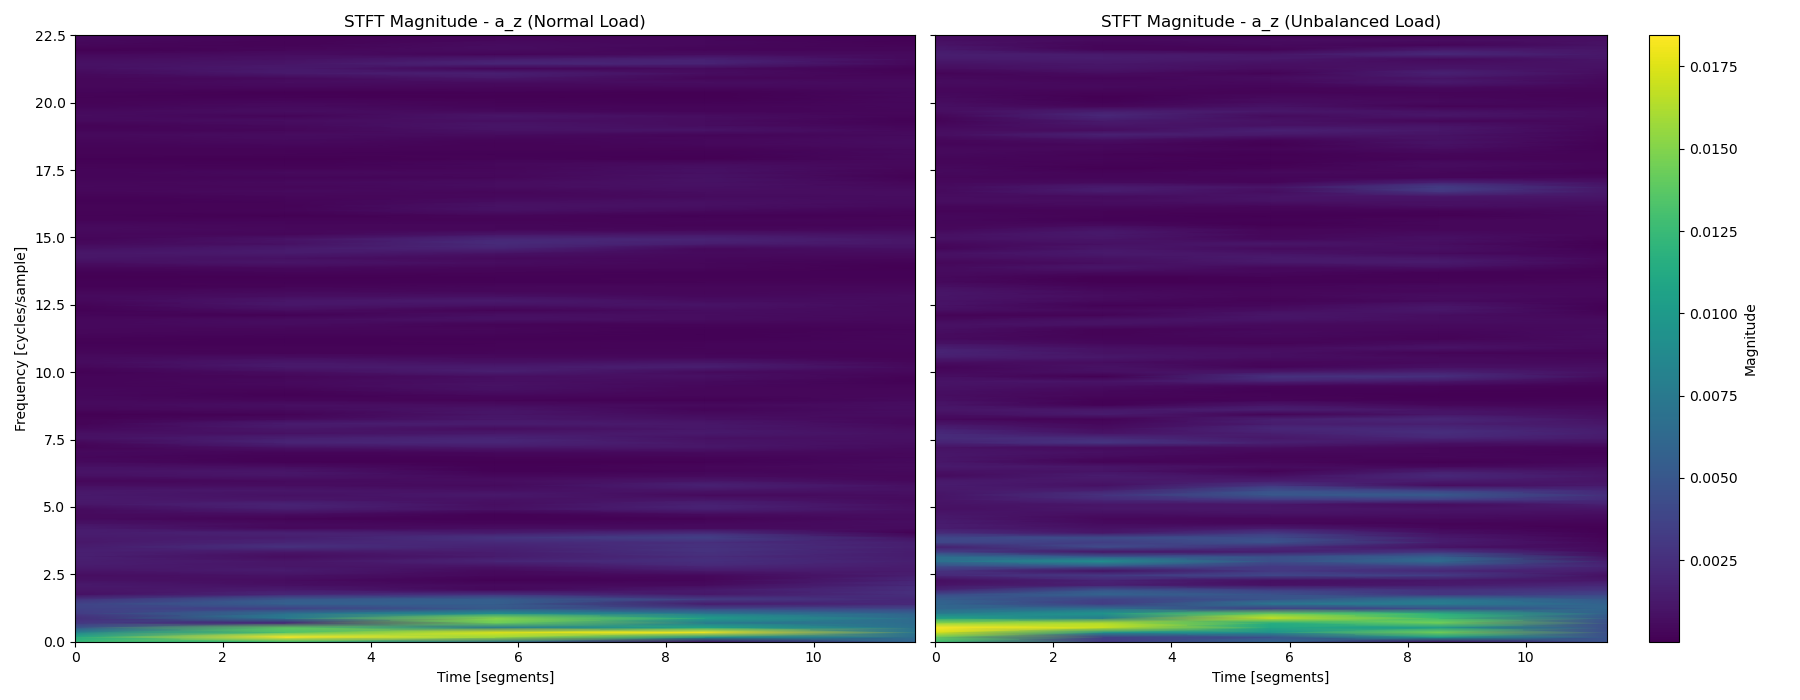 STFT Magnitude - a_z (Normal Load)
STFT Magnitude - a_z (Unbalanced Load)
22.5
20.0
17.5
15.0
12.5
10.0
7.5
5.0
2.5
0.0
Frequency [cycles/sample]
0 2 4 6 8 10
Time [segments]
0 2 4 6 8 10
Time [segments]
0.0175
0.0150
0.0125
0.0100
0.0075
0.0050
0.0025
Magnitude